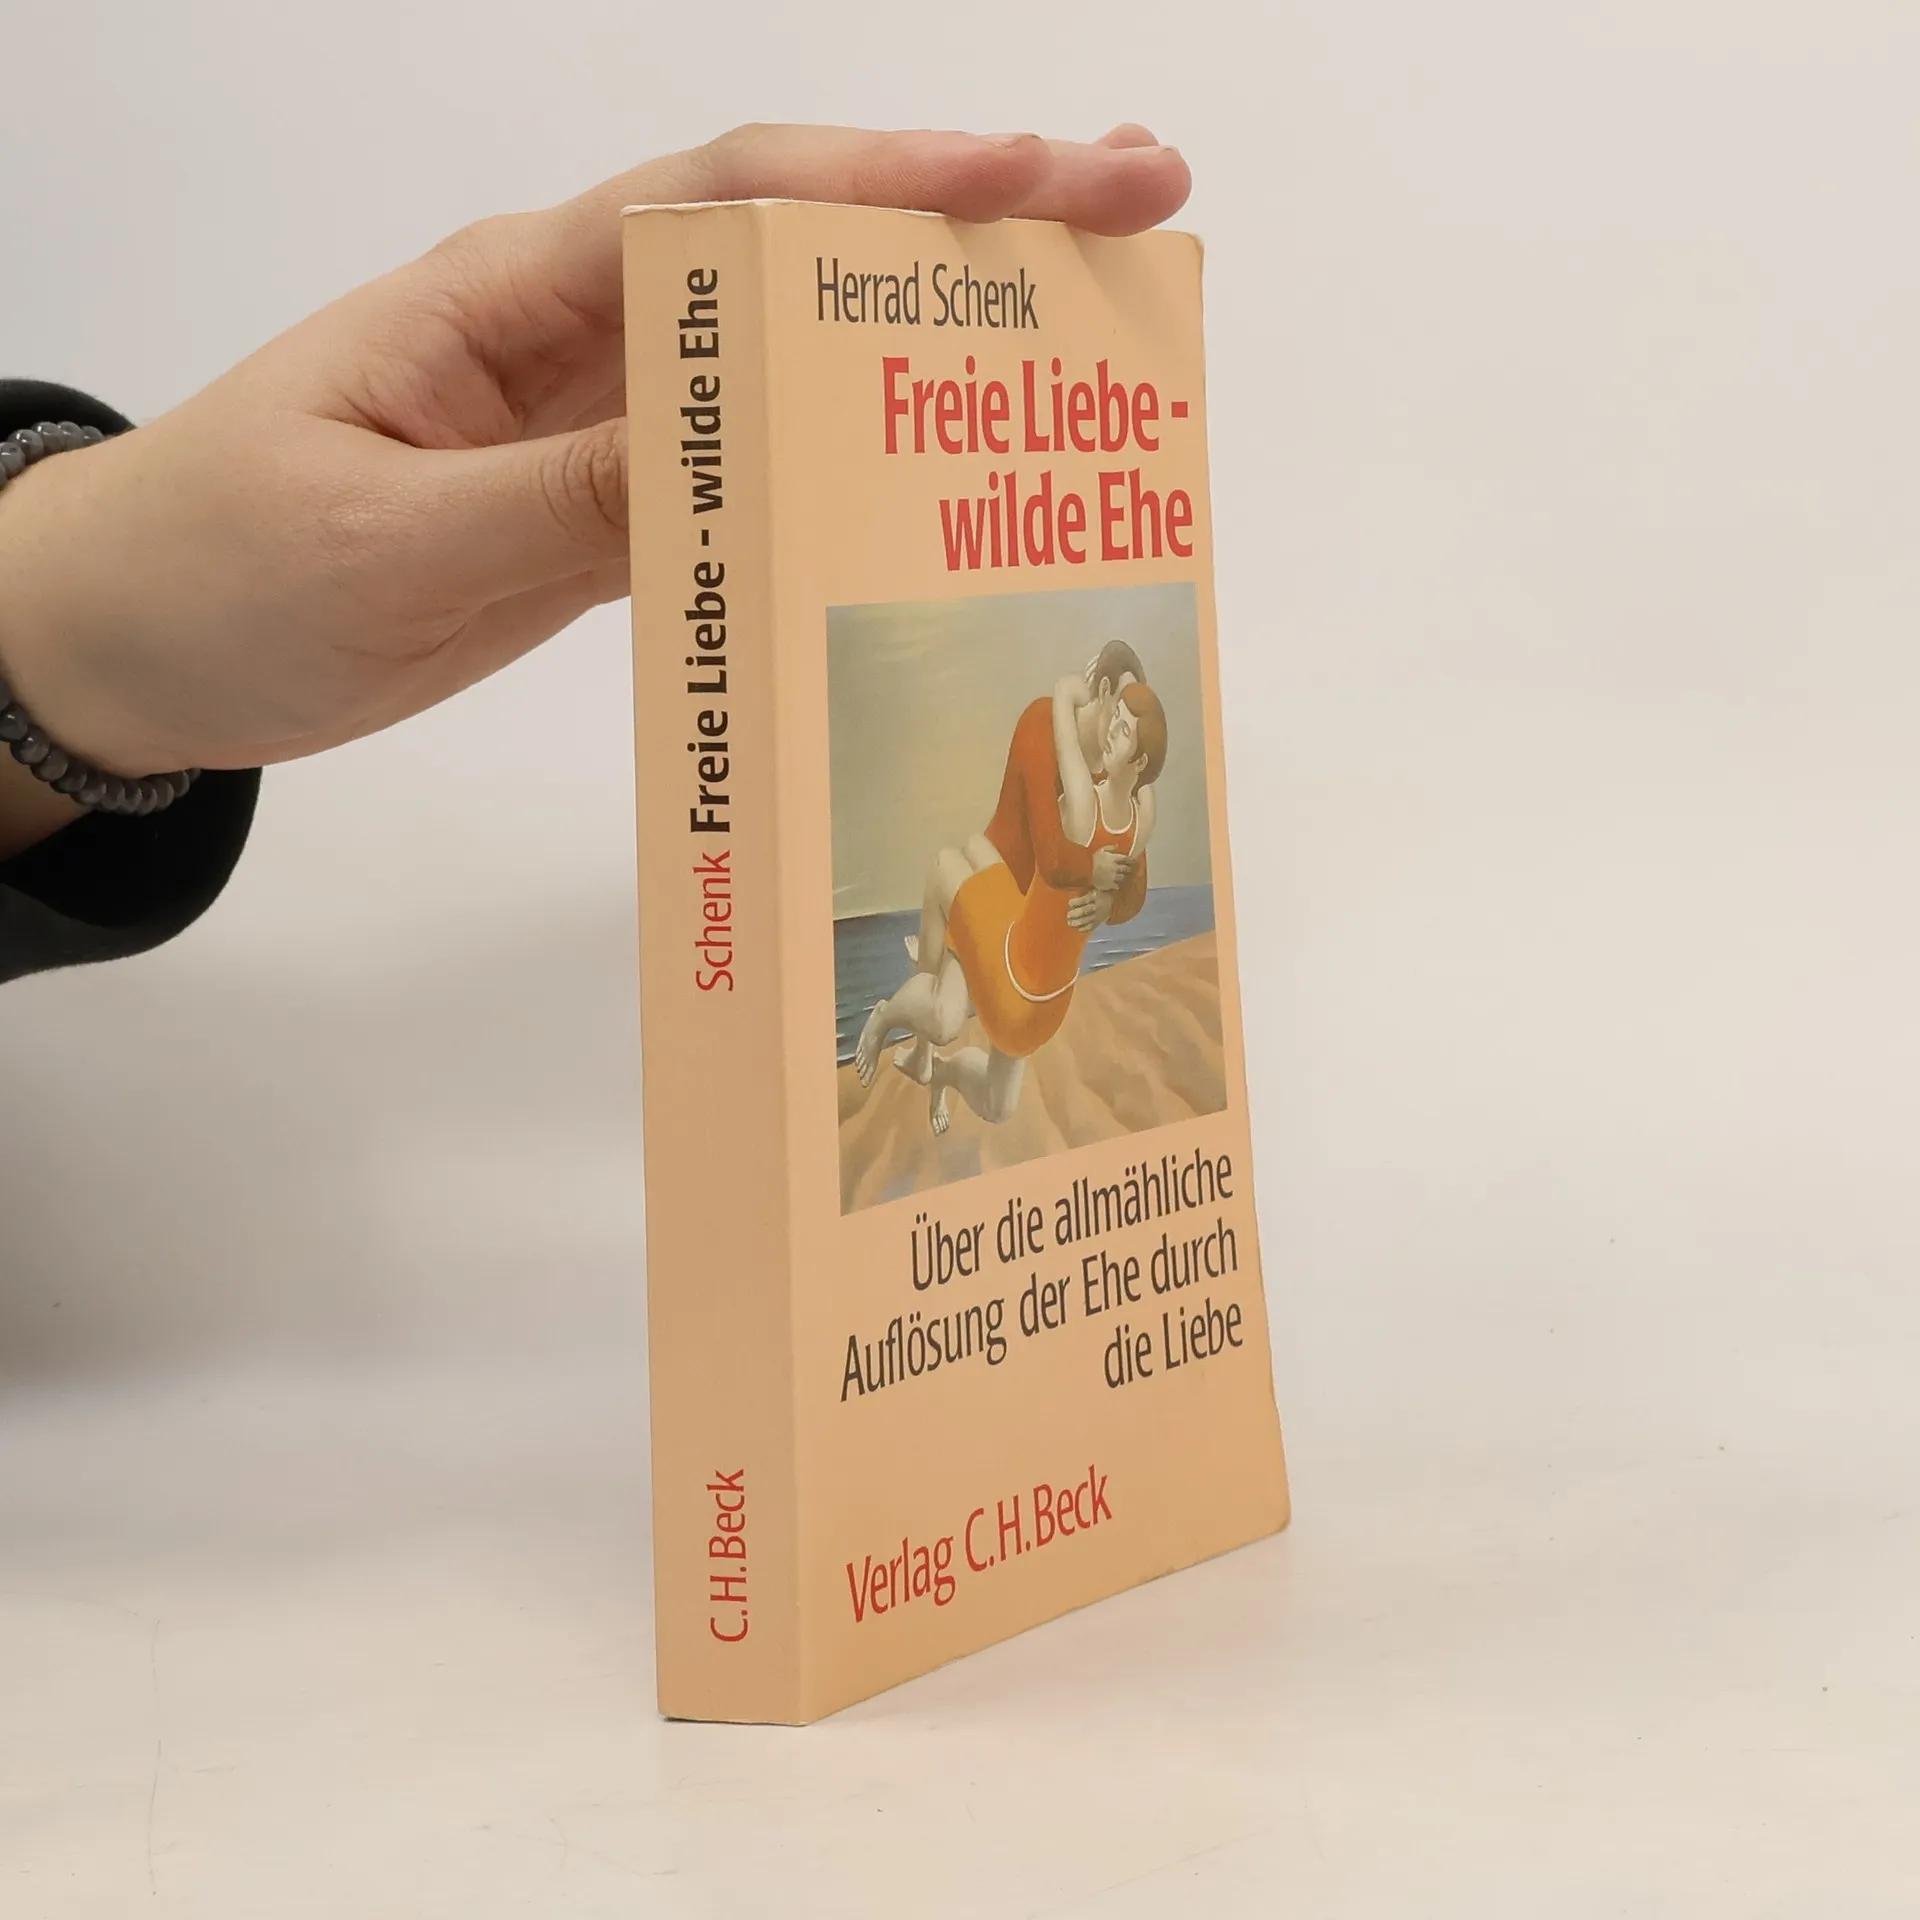 Herrad Schenk
Freie Liebe -
wilde Ehe
Über die allmähliche
Auflösung der Ehe durch
die Liebe
Verlag C.H.Beck
Schenk Freie Liebe - wilde Ehe
C.H.Beck